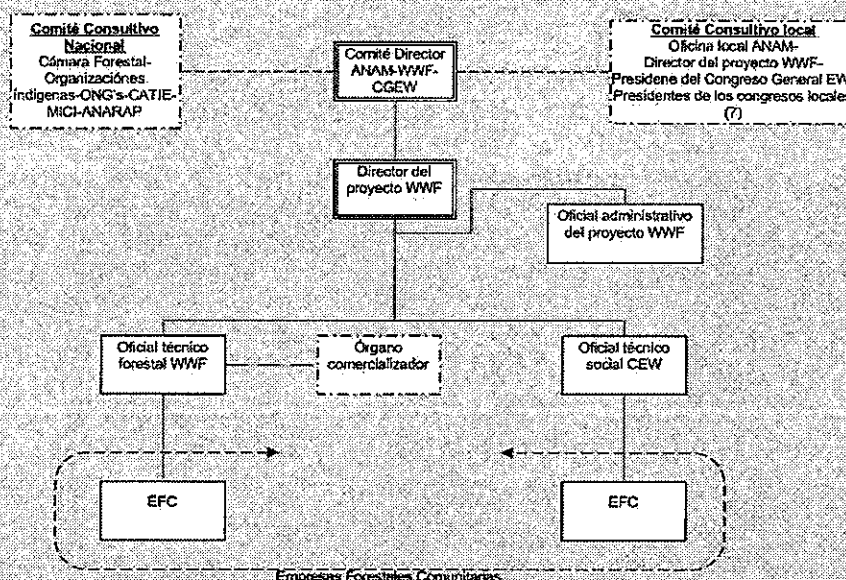 Comité Consultivo
Nacional
Cámara Forestal-
Organizaciónes
indígenas-ONG's-CATIE-
MICI-ANARAP
Comité Director
ANAM-WWF-
CGEW
Comité Consultivo local
Oficina local ANAM-
Director del proyecto WWF-
Presidene del Congreso General EW
Presidentes de los congresos locales
(7)
Director del
proyecto WWF
Oficial administrativo
del proyecto WWF
Oficial técnico
forestal WWF
Órgano
comercializador
Oficial técnico
social CEW
EFC
EFC
Empresas Forestales Comunitarias